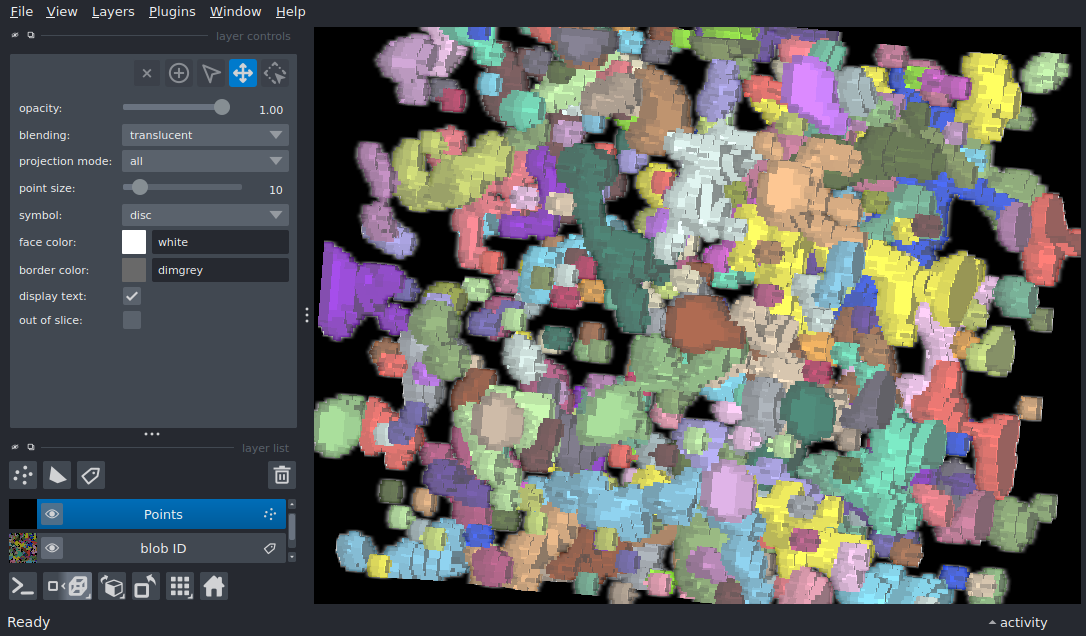 File View Layers Plugins Window Help
layer controls
opacity: 1.00
blending: translucent
projection mode: all
point size: 10
symbol: disc
face color: white
border color: dimgrey
display text:
out of slice:
layer list
Points
blob ID
Ready
activity